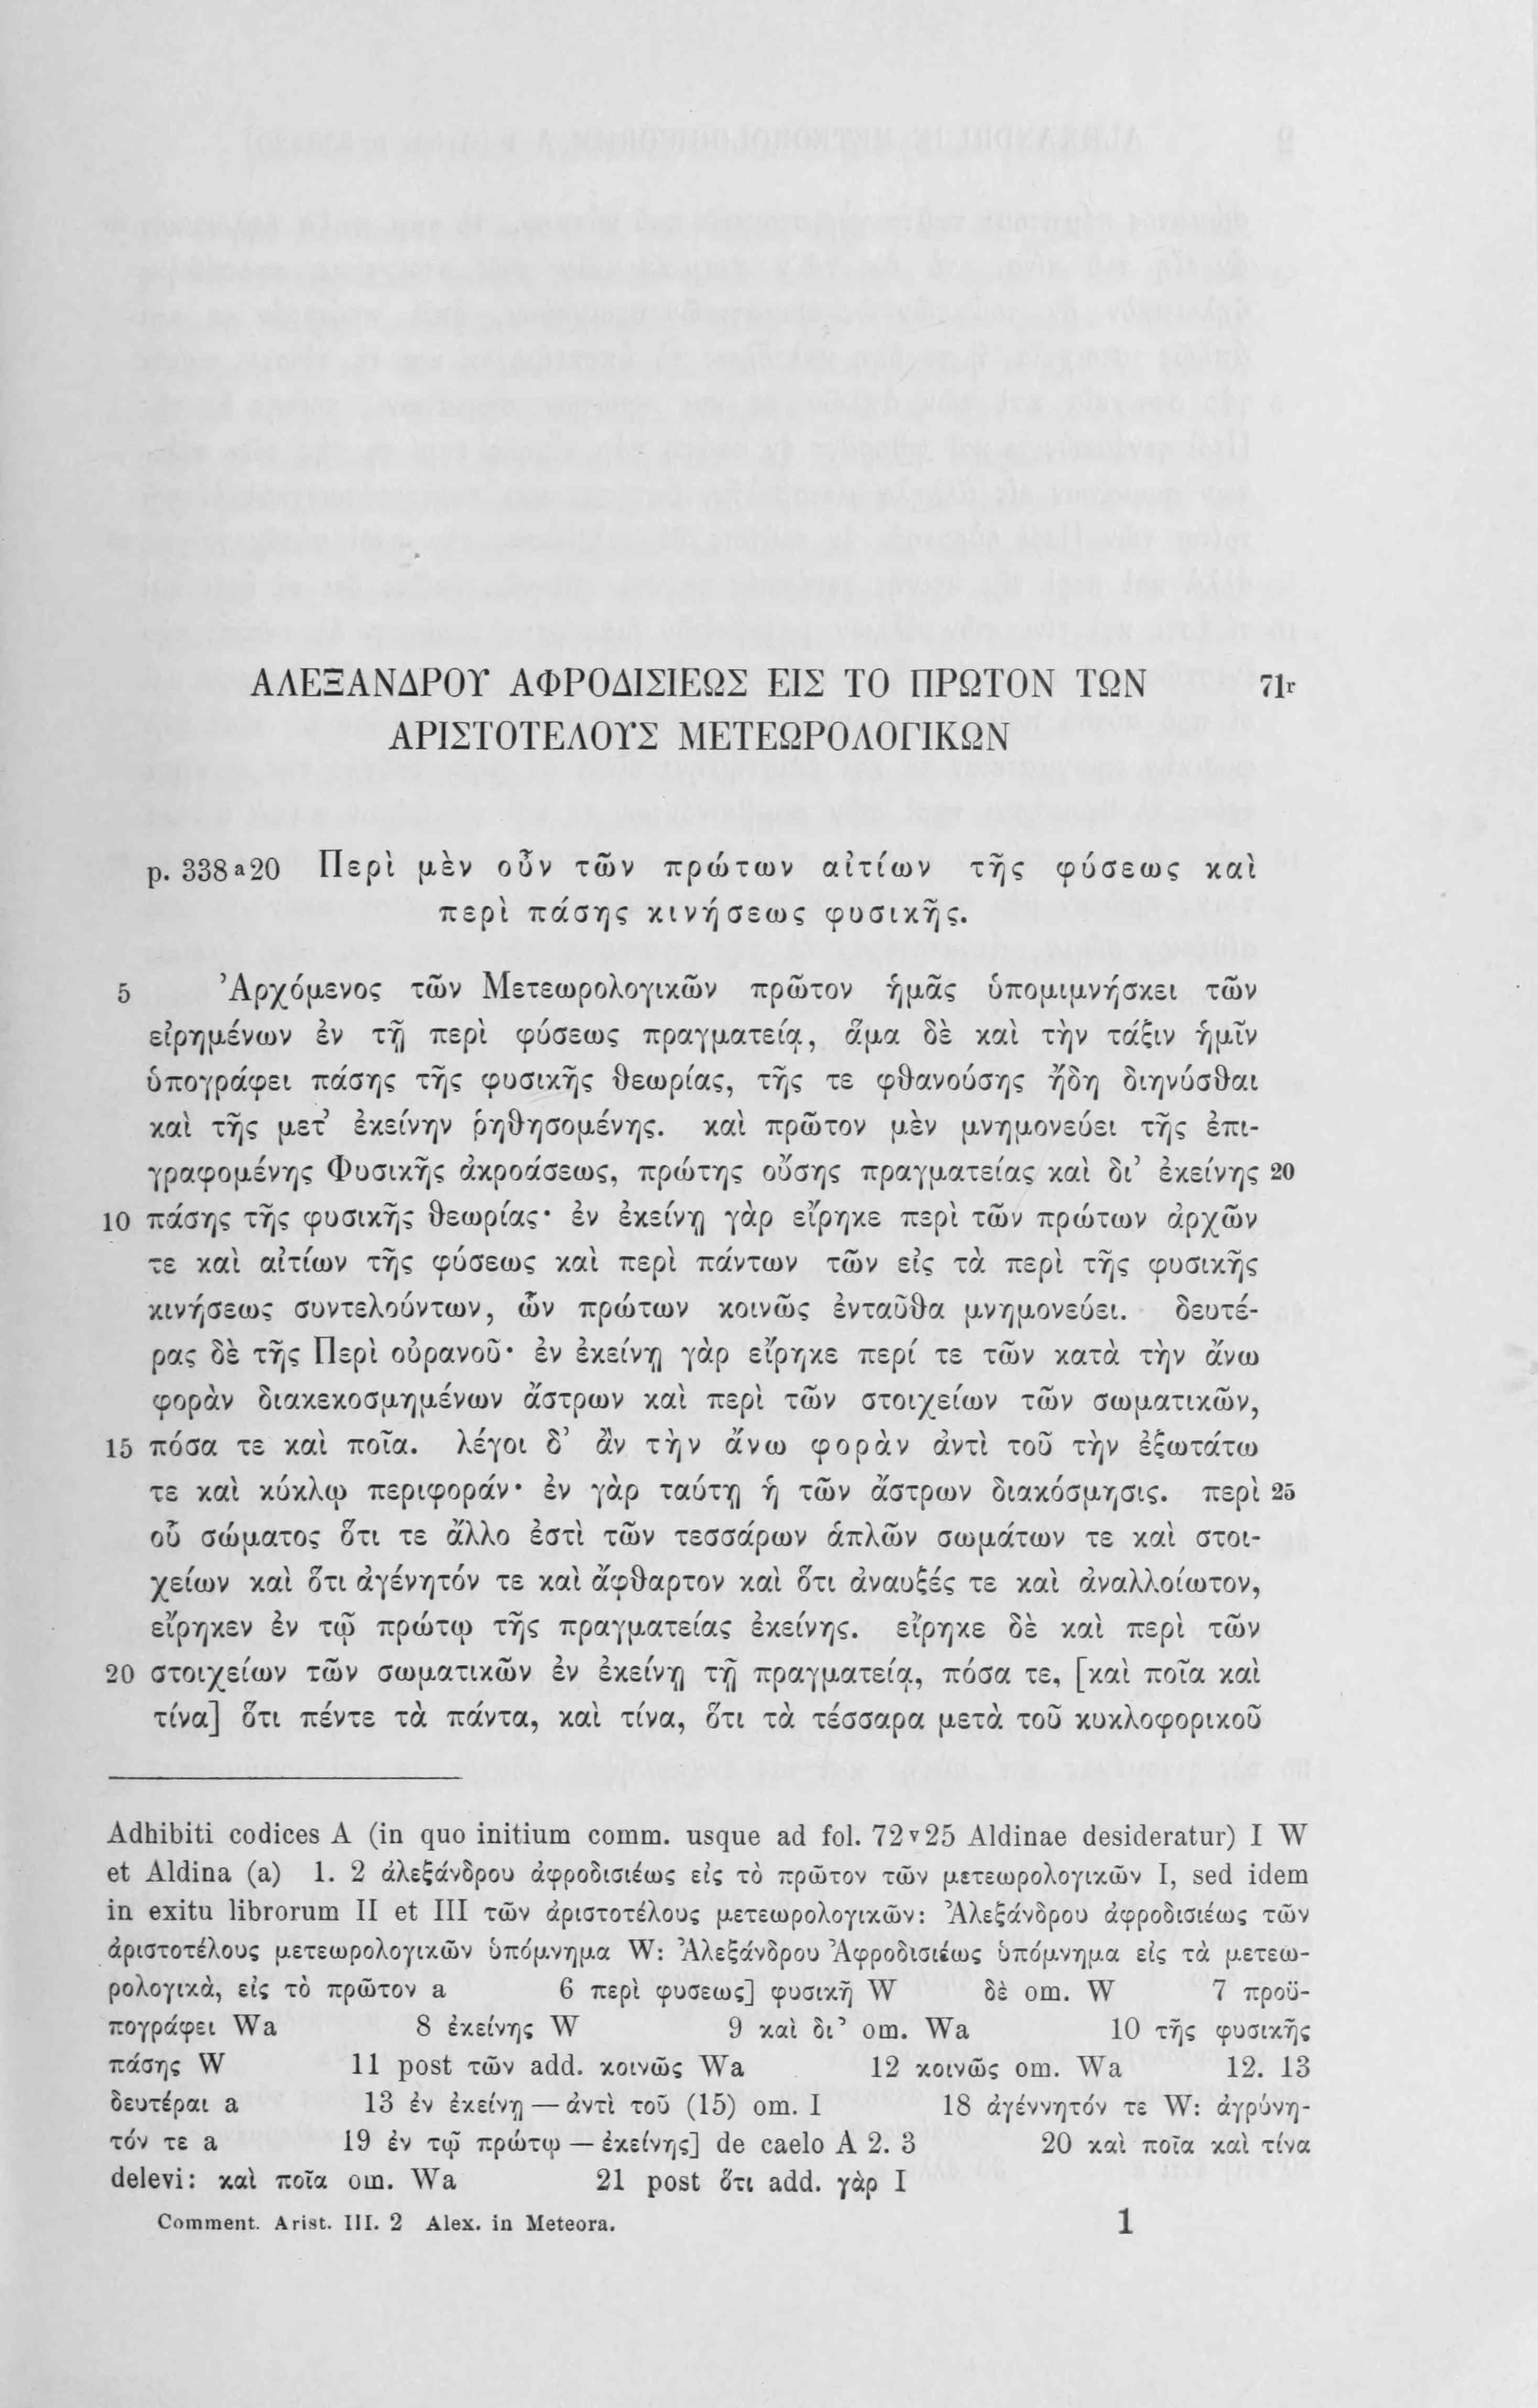 ΑΛΕΞΑΝΔΡΟΥ ΑΦΡΟΔΙΣΙΕΩΣ ΕΙΣ ΤΟ ΠΡΩΤΟΝ ΤΩΝ 71r
ΑΡΙΣΤΟΤΕΛΟΥΣ ΜΕΤΕΩΡΟΛΟΓΙΚΩΝ
p. 338 a 20 Περὶ μὲν οὖν τῶν πρώτων αἰτίων τῆς φύσεως καὶ
περὶ πάσης κινήσεως φυσικῆς.
5 Ἀρχόμενος τῶν Μετεωρολογικῶν πρῶτον ἡμᾶς ὑπομιμνήσκει τῶν
εἰρημένων ἐν τῇ περὶ φύσεως πραγματείᾳ, ἅμα δὲ καὶ τὴν τάξιν ἡμῖν
ὑπογράφει πάσης τῆς φυσικῆς θεωρίας, τῆς τε φθανούσης ἤδη διηνύσθαι
καὶ τῆς μετ’ ἐκείνην ῥηθησομένης. καὶ πρῶτον μὲν μνημονεύει τῆς ἐπι-
γραφομένης Φυσικῆς ἀκροάσεως, πρώτης οὔσης πραγματείας καὶ δι’ ἐκείνης 20
10 πάσης τῆς φυσικῆς θεωρίας· ἐν ἐκείνῃ γὰρ εἴρηκε περὶ τῶν πρώτων ἀρχῶν
τε καὶ αἰτίων τῆς φύσεως καὶ περὶ πάντων τῶν εἰς τὰ περὶ τῆς φυσικῆς
κινήσεως συντελούντων, ὧν πρώτων κοινῶς ἐνταῦθα μνημονεύει. δευτέ-
ρας δὲ τῆς Περὶ οὐρανοῦ· ἐν ἐκείνῃ γὰρ εἴρηκε περί τε τῶν κατὰ τὴν ἄνω
φορὰν διακεκοσμημένων ἄστρων καὶ περὶ τῶν στοιχείων τῶν σωματικῶν,
15 πόσα τε καὶ ποῖα. λέγοι δ’ ἂν τὴν ἄνω φορὰν ἀντὶ τοῦ τὴν ἐξωτάτω
τε καὶ κύκλῳ περιφοράν· ἐν γὰρ ταύτῃ ἡ τῶν ἄστρων διακόσμησις. περὶ 25
οὗ σώματος ὅτι τε ἄλλο ἐστὶ τῶν τεσσάρων ἁπλῶν σωμάτων τε καὶ στοι-
χείων καὶ ὅτι ἀγένητόν τε καὶ ἄφθαρτον καὶ ὅτι ἀναυξές τε καὶ ἀναλλοίωτον,
εἴρηκεν ἐν τῷ πρώτῳ τῆς πραγματείας ἐκείνης. εἴρηκε δὲ καὶ περὶ τῶν
20 στοιχείων τῶν σωματικῶν ἐν ἐκείνῃ τῇ πραγματείᾳ, πόσα τε, [καὶ ποῖα καὶ
τίνα] ὅτι πέντε τὰ πάντα, καὶ τίνα, ὅτι τὰ τέσσαρα μετὰ τοῦ κυκλοφορικοῦ
Adhibiti codices A (in quo initium comm. usque ad fol. 72 v 25 Aldinae desideratur) I W
et Aldina (a) 1. 2 ἀλεξάνδρου ἀφροδισιέως εἰς τὸ πρῶτον τῶν μετεωρολογικῶν I, sed idem
in exitu librorum II et III τῶν ἀριστοτέλους μετεωρολογικῶν: Ἀλεξάνδρου ἀφροδισιέως τῶν
ἀριστοτέλους μετεωρολογικῶν ὑπόμνημα W: Ἀλεξάνδρου Ἀφροδισιέως ὑπόμνημα εἰς τὰ μετεω-
ρολογικὰ, εἰς τὸ πρῶτον a 6 περὶ φυσεως] φυσικῇ W δὲ om. W 7 προϋ-
πογράφει Wa 8 ἐκείνης W 9 καὶ δι’ om. Wa 10 τῆς φυσικῆς
πάσης W 11 post τῶν add. κοινῶς Wa 12 κοινῶς om. Wa 12. 13
δευτέραι a 13 ἐν ἐκείνῃ — ἀντὶ τοῦ (15) om. I 18 ἀγέννητόν τε W: ἀγρύνη-
τόν τε a 19 ἐν τῷ πρώτῳ — ἐκείνης] de caelo A 2. 3 20 καὶ ποῖα καὶ τίνα
delevi: καὶ ποῖα om. Wa 21 post ὅτι add. γὰρ I
Comment. Arist. III. 2 Alex. in Meteora. 1